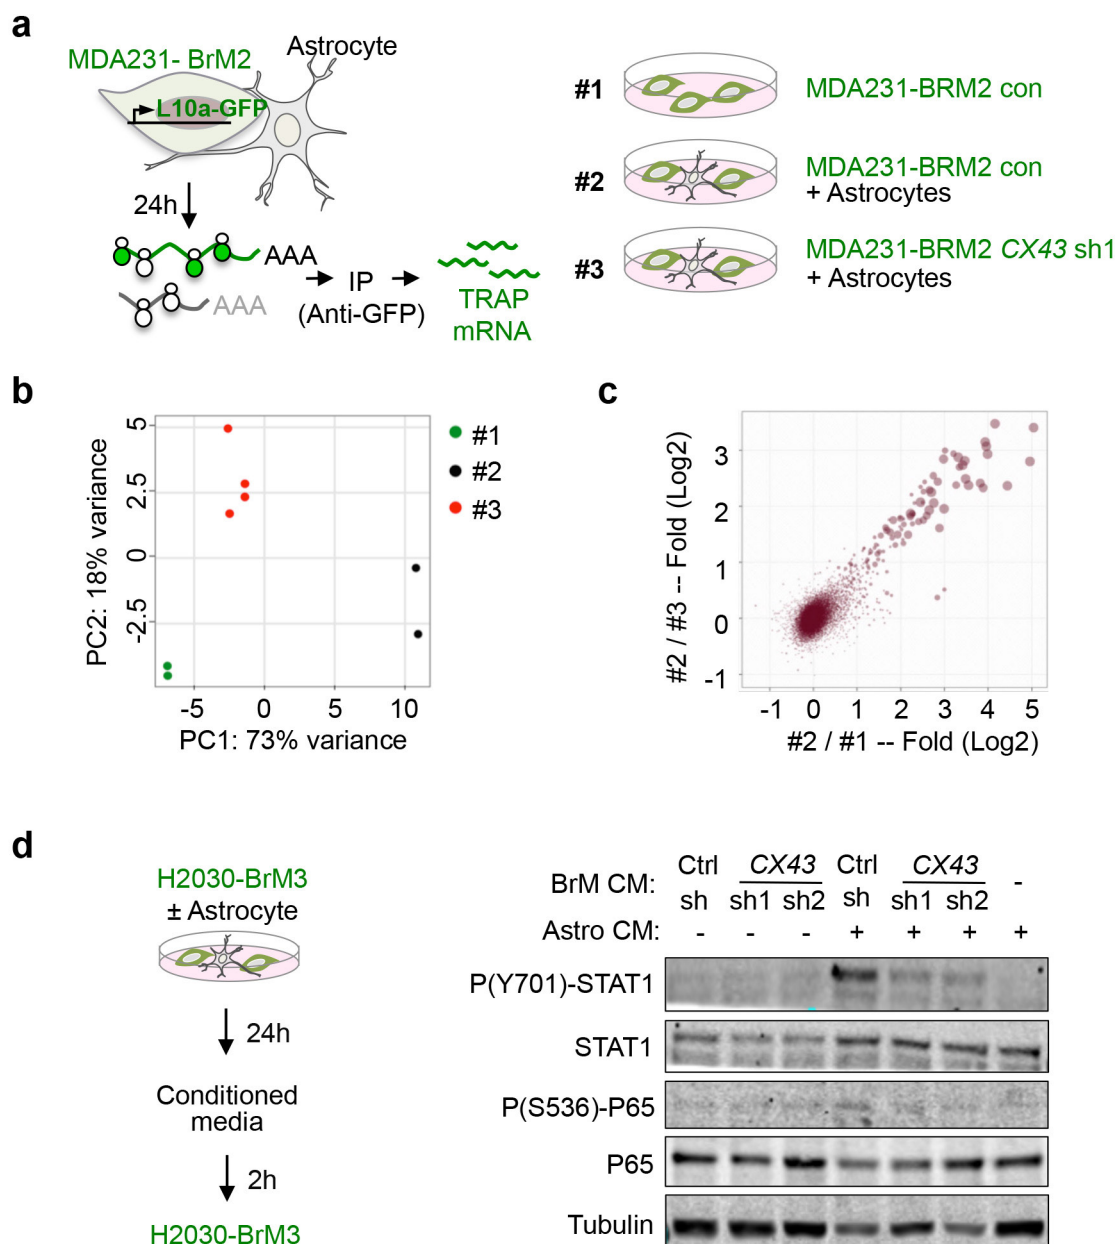 a
MDA231- BrM2
Astrocyte
L10a-GFP
24h
AAA
AAA
IP
(Anti-GFP)
TRAP
mRNA
#1
MDA231-BRM2 con
#2
MDA231-BRM2 con
+ Astrocytes
#3
MDA231-BRM2 CX43 sh1
+ Astrocytes
b
PC2: 18% variance
5
2.5
0
-2.5
-5
0
5
10
PC1: 73% variance
#1
#2
#3
c
#2 / #3 -- Fold (Log2)
3
2
1
0
-1
-1 0 1 2 3 4 5
#2 / #1 -- Fold (Log2)
d
H2030-BrM3
± Astrocyte
24h
Conditioned
media
2h
H2030-BrM3
BrM CM:
Ctrl
sh
CX43
sh1 sh2
Ctrl
sh
CX43
sh1 sh2
-
Astro CM: - - - + + + +
P(Y701)-STAT1
STAT1
P(S536)-P65
P65
Tubulin